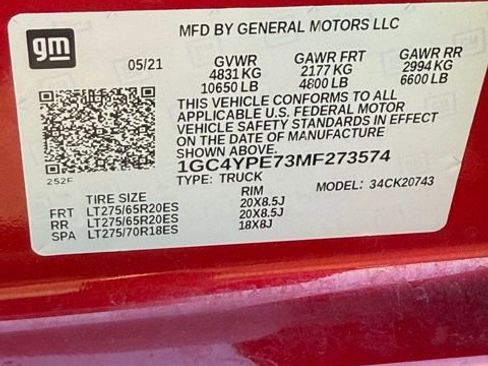 gm
MFD BY GENERAL MOTORS LLC
05/21 GVWR GAWR FRT GAWR RR
4831 KG 2177 KG 2994 KG
10650 LB 4800 LB 6600 LB
THIS VEHICLE CONFORMS TO ALL
APPLICABLE U.S. FEDERAL MOTOR
VEHICLE SAFETY STANDARDS IN EFFECT
ON THE DATE OF MANUFACTURE
SHOWN ABOVE.
1GC4YPE73MF273574
252F
TYPE: TRUCK MODEL: 34CK20743
TIRE SIZE RIM
FRT LT275/65R20ES 20X8.5J
RR LT275/65R20ES 20X8.5J
SPA LT275/70R18ES 18X8J